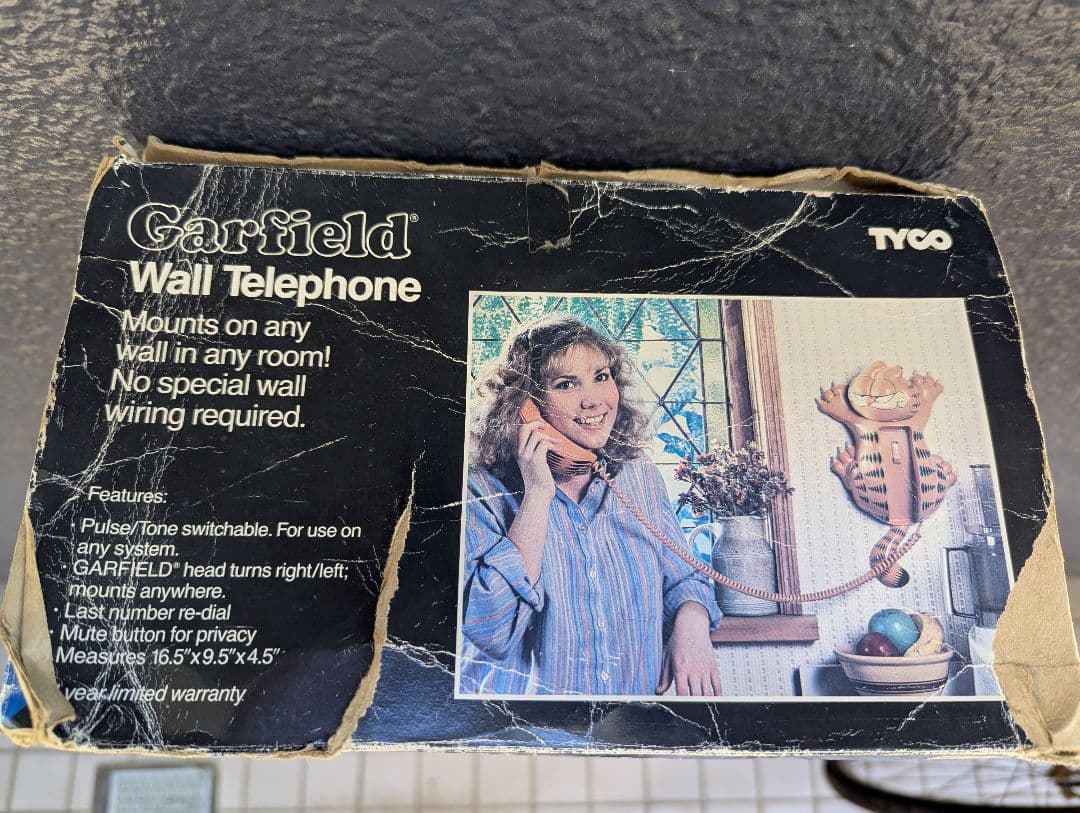 Garfield®
Wall Telephone
Mounts on any
wall in any room!
No special wall
wiring required.
Features:
· Pulse/Tone switchable. For use on
any system.
· GARFIELD® head turns right/left;
mounts anywhere.
· Last number re-dial
· Mute button for privacy
Measures 16.5"x9.5"x4.5"
year limited warranty
TYCO